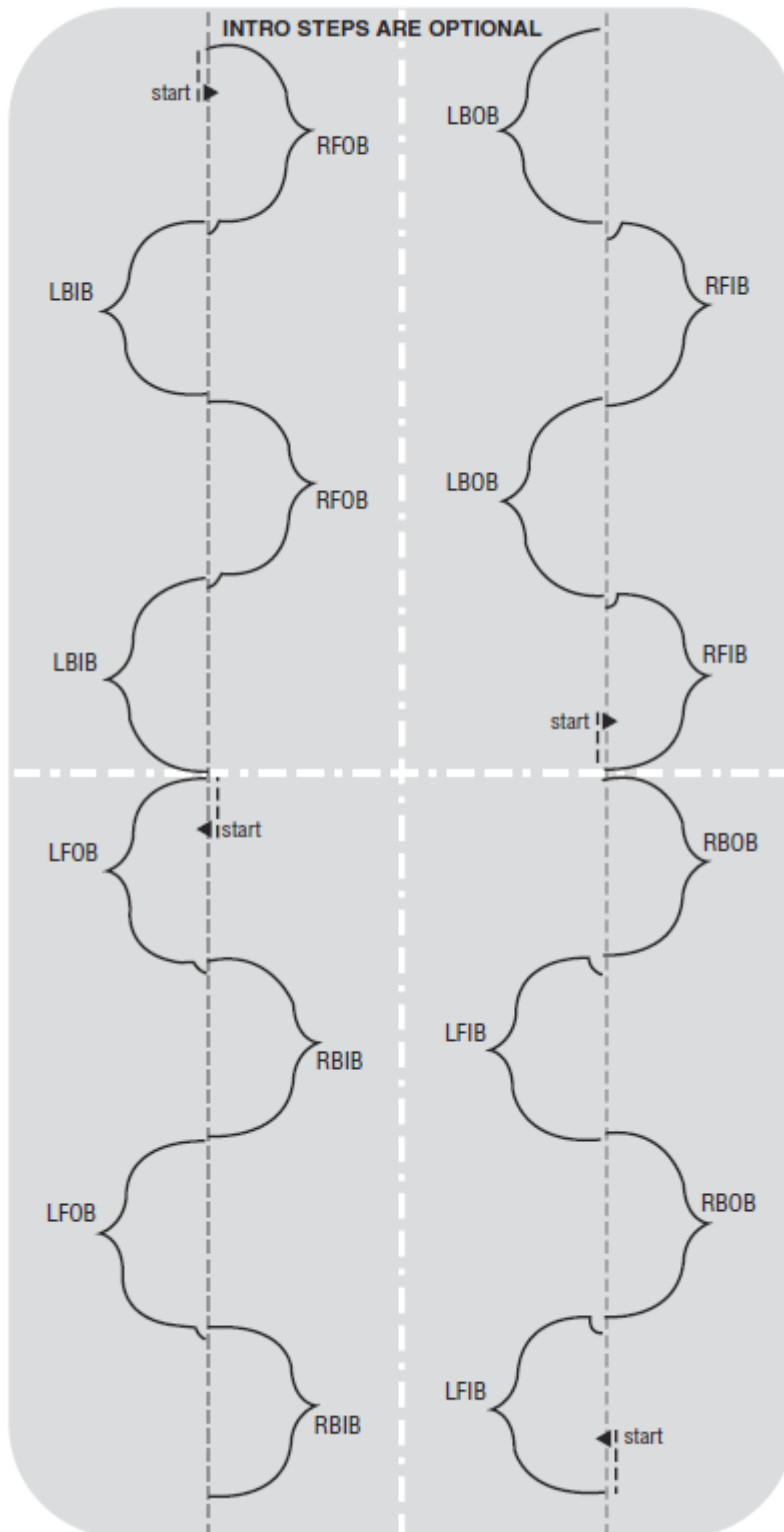 INTRO STEPS ARE OPTIONAL
start
RFOB
LBIB
RFOB
LBIB
start
LFOB
RBIB
LFOB
RBIB
LBOB
RFIB
LBOB
RFIB
start
RBOB
LFIB
RBOB
LFIB
start